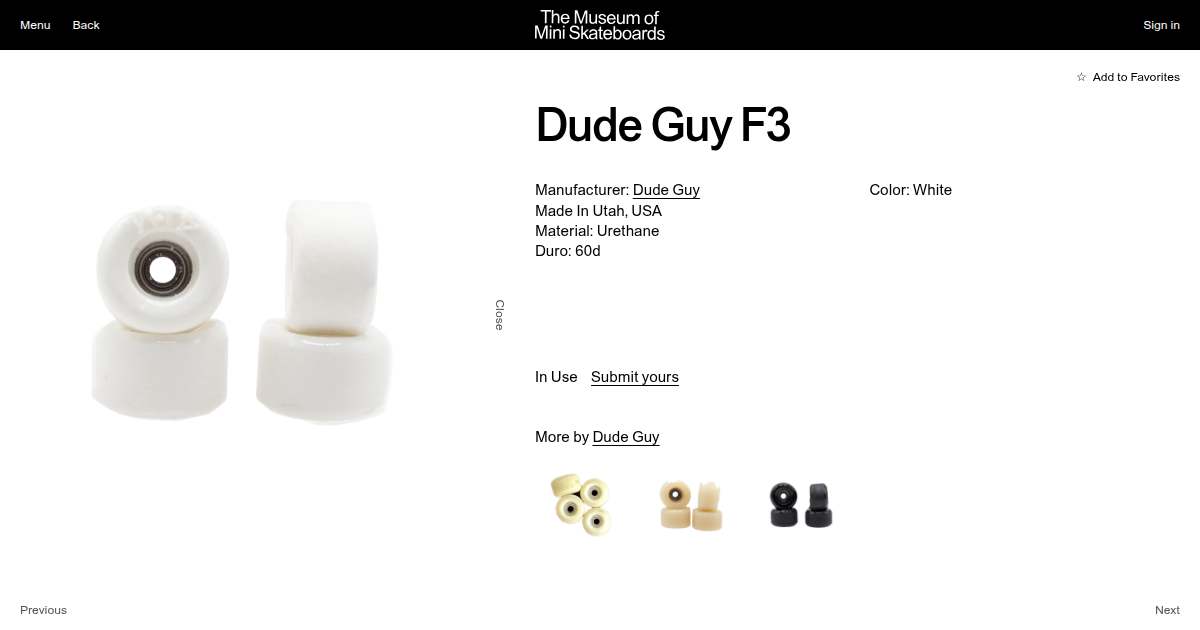 Menu
Back
The Museum of
Mini Skateboards
Sign in
☆ Add to Favorites
Dude Guy F3
Manufacturer: Dude Guy
Made In Utah, USA
Material: Urethane
Duro: 60d
Color: White
Close
In Use Submit yours
More by Dude Guy
Previous
Next